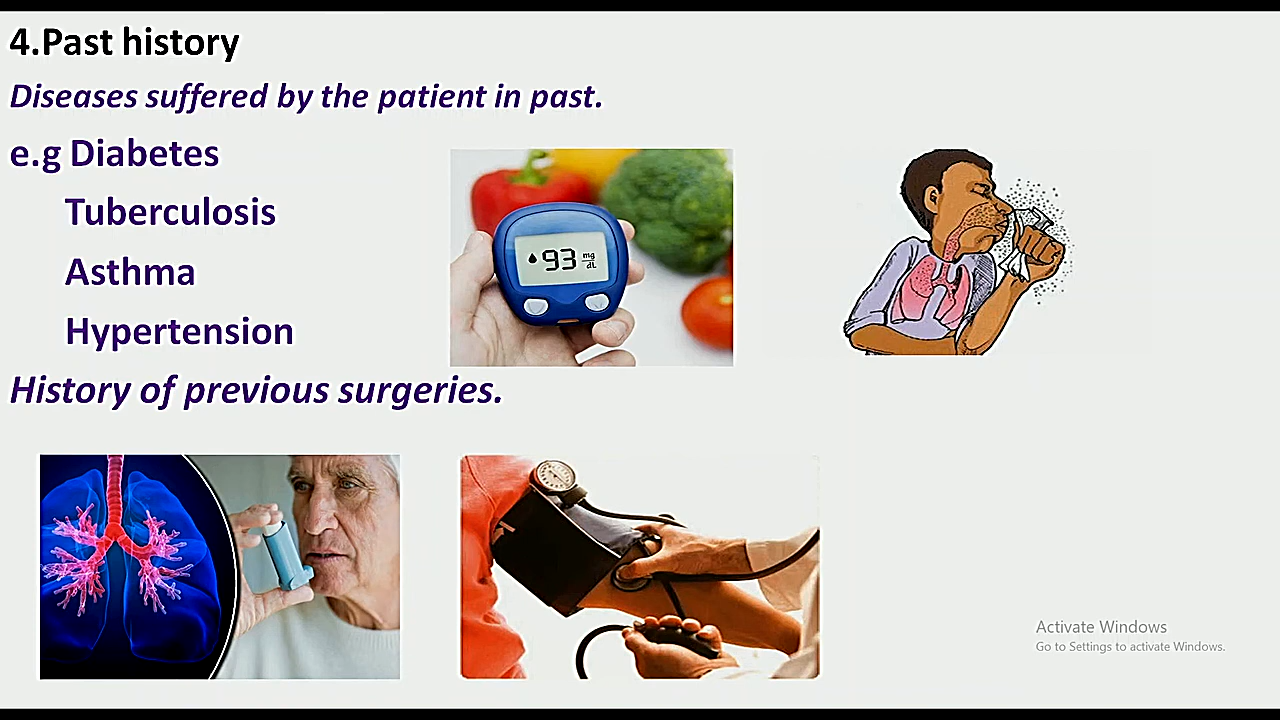 4.Past history
Diseases suffered by the patient in past.
e.g Diabetes
Tuberculosis
Asthma
Hypertension
History of previous surgeries.
93 mg/dL
Activate Windows
Go to Settings to activate Windows.